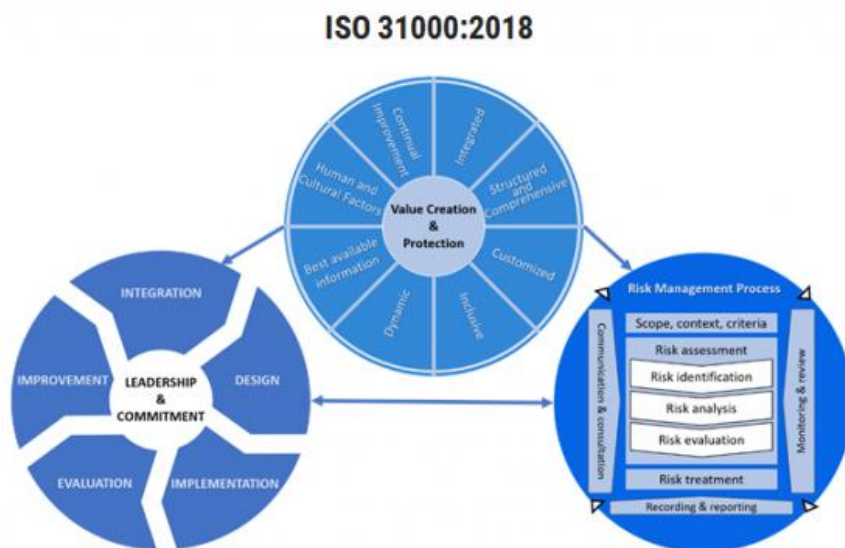 ISO 31000:2018
Continual
Improvement
Integrated
Structured
and
Comprehensive
Customized
Inclusive
Dynamic
Best available
information
Human and
Cultural Factors
Value Creation
&
Protection
INTEGRATION
DESIGN
IMPLEMENTATION
EVALUATION
IMPROVEMENT
LEADERSHIP
&
COMMITMENT
Risk Management Process
Scope, context, criteria
Risk assessment
Risk identification
Risk analysis
Risk evaluation
Risk treatment
Communication & consultation
Monitoring & review
Recording & reporting